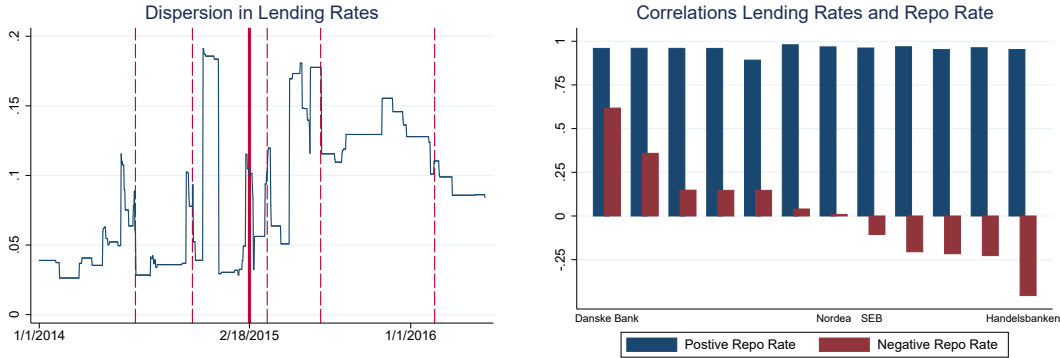 Dispersion in Lending Rates
.2
.15
.1
.05
0
1/1/2014
2/18/2015
1/1/2016
Correlations Lending Rates and Repo Rate
1
.75
.5
.25
0
-.25
Danske Bank
Nordea
SEB
Handelsbanken
Postive Repo Rate
Negative Repo Rate